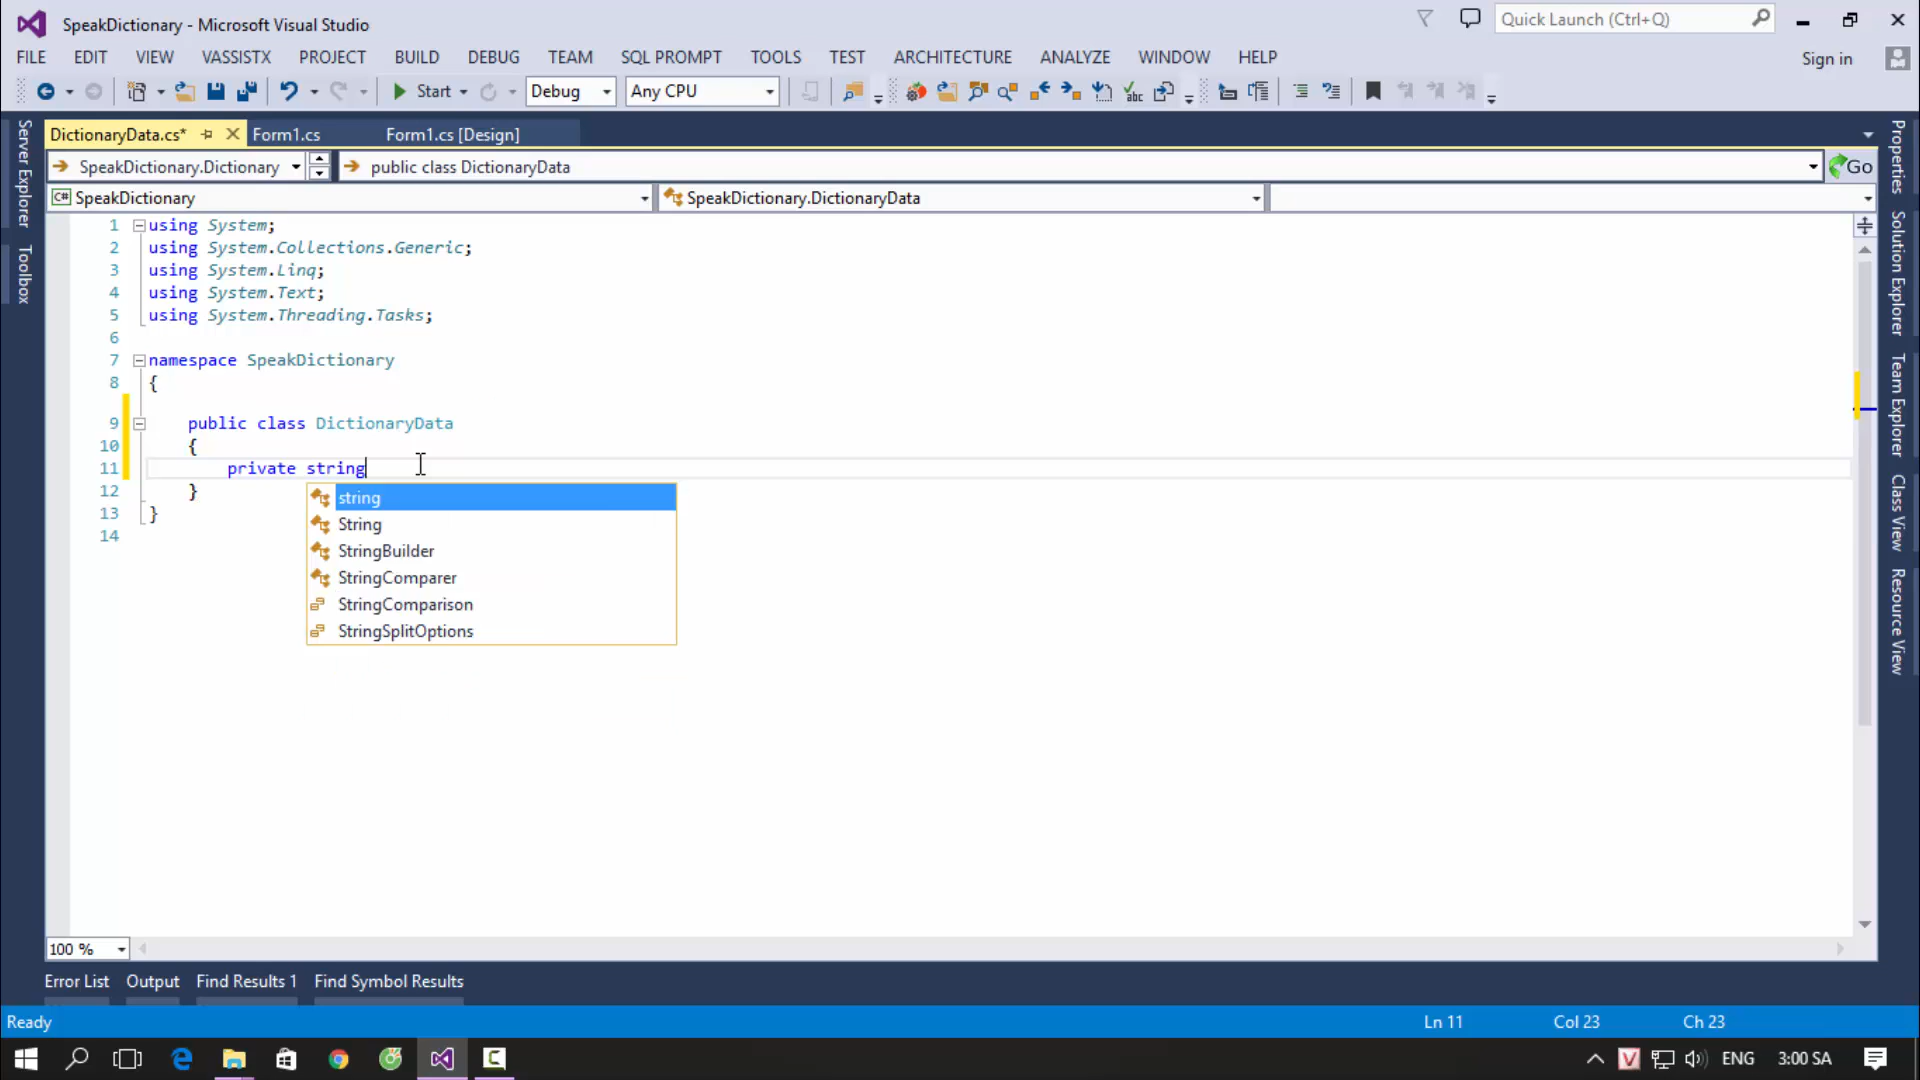 SpeakDictionary - Microsoft Visual Studio
Quick Launch (Ctrl+Q)
FILE EDIT VIEW VASSISTX PROJECT BUILD DEBUG TEAM SQL PROMPT TOOLS TEST ARCHITECTURE ANALYZE WINDOW HELP
Sign in
Start Debug Any CPU
abc
DictionaryData.cs* Form1.cs Form1.cs [Design]
SpeakDictionary.Dictionary public class DictionaryData Go
C# SpeakDictionary SpeakDictionary.DictionaryData
Server Explorer
Toolbox
1 using System;
2 using System.Collections.Generic;
3 using System.Linq;
4 using System.Text;
5 using System.Threading.Tasks;
6
7 namespace SpeakDictionary
8 {
9 public class DictionaryData
10 {
11 private string
12 }
13 }
14
string
String
StringBuilder
StringComparer
StringComparison
StringSplitOptions
Properties
Solution Explorer
Team Explorer
Class View
Resource View
100 %
Error List Output Find Results 1 Find Symbol Results
Ready Ln 11 Col 23 Ch 23
ENG 3:00 SA